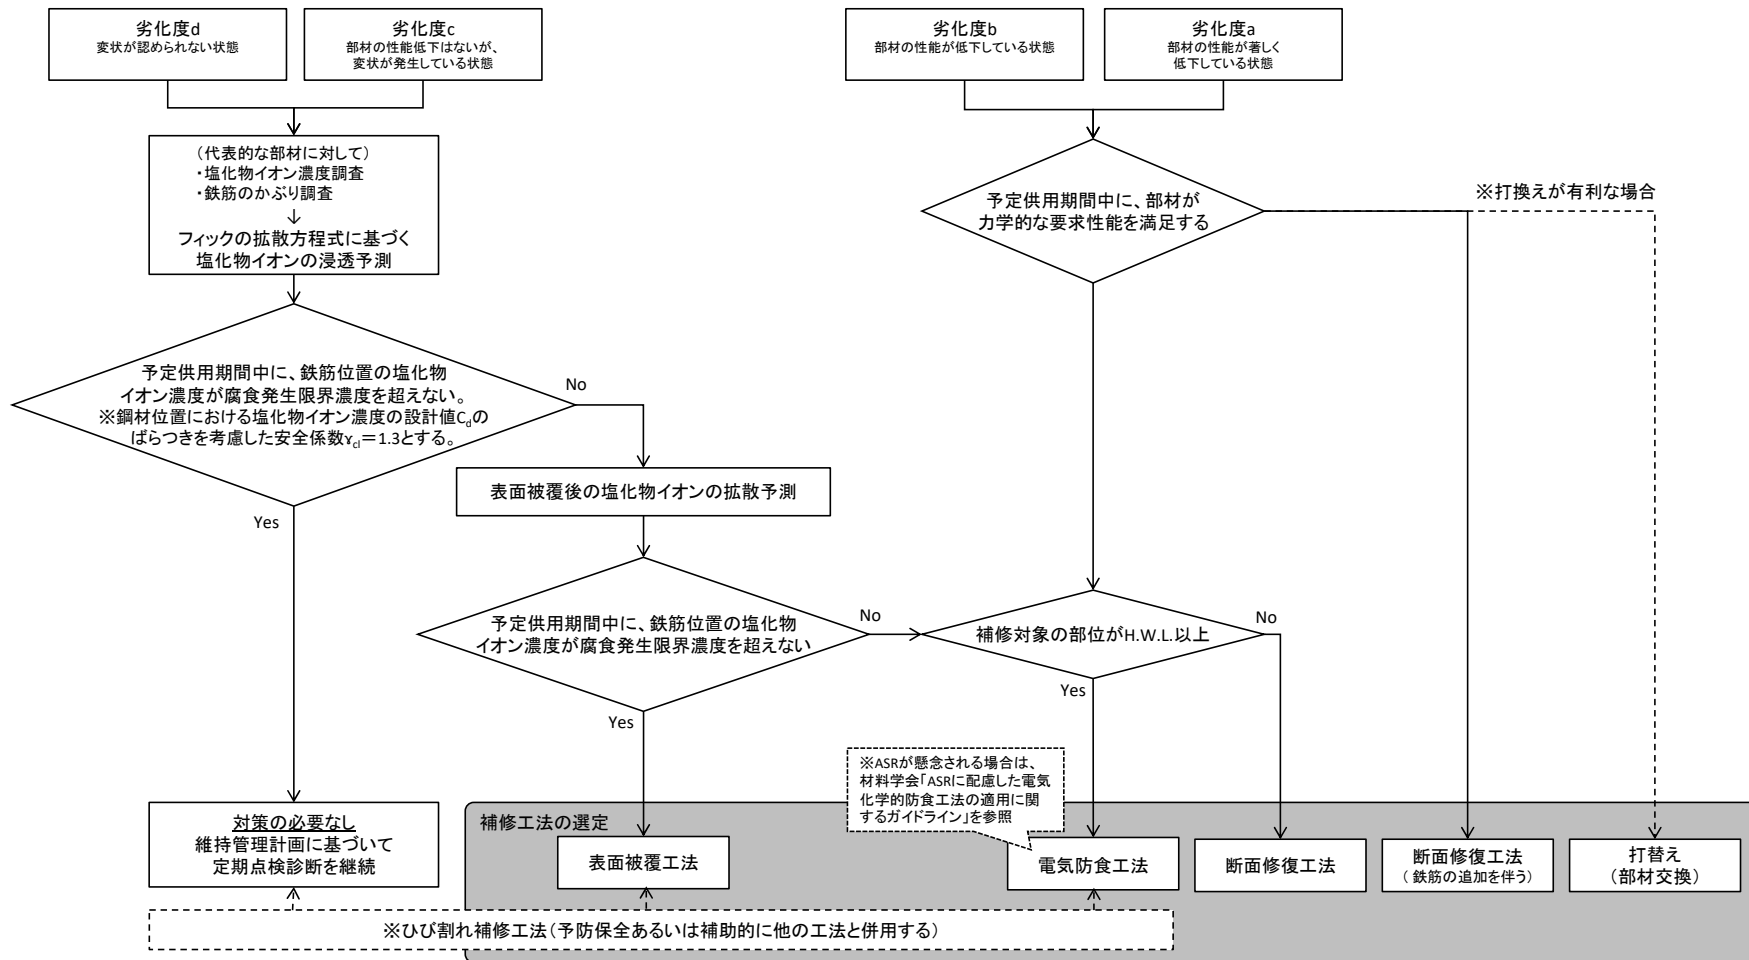 劣化度d
変状が認められない状態
劣化度c
部材の性能低下はないが、
変状が発生している状態
劣化度b
部材の性能が低下している状態
劣化度a
部材の性能が著しく
低下している状態
（代表的な部材に対して）
・塩化物イオン濃度調査
・鉄筋のかぶり調査
↓
フィックの拡散方程式に基づく
塩化物イオンの浸透予測
予定供用期間中に、部材が
力学的な要求性能を満足する
※打換えが有利な場合
予定供用期間中に、鉄筋位置の塩化物
イオン濃度が腐食発生限界濃度を超えない。
※鋼材位置における塩化物イオン濃度の設計値Cdの
ばらつきを考慮した安全係数γcl＝1.3とする。
No
Yes
表面被覆後の塩化物イオンの拡散予測
予定供用期間中に、鉄筋位置の塩化物
イオン濃度が腐食発生限界濃度を超えない
No
Yes
補修対象の部位がH.W.L.以上
No
Yes
※ASRが懸念される場合は、
材料学会「ASRに配慮した電気
化学的防食工法の適用に関
するガイドライン」を参照
対策の必要なし
維持管理計画に基づいて
定期点検診断を継続
補修工法の選定
表面被覆工法
電気防食工法
断面修復工法
断面修復工法
（ 鉄筋の追加を伴う）
打替え
（部材交換）
※ひび割れ補修工法（予防保全あるいは補助的に他の工法と併用する）